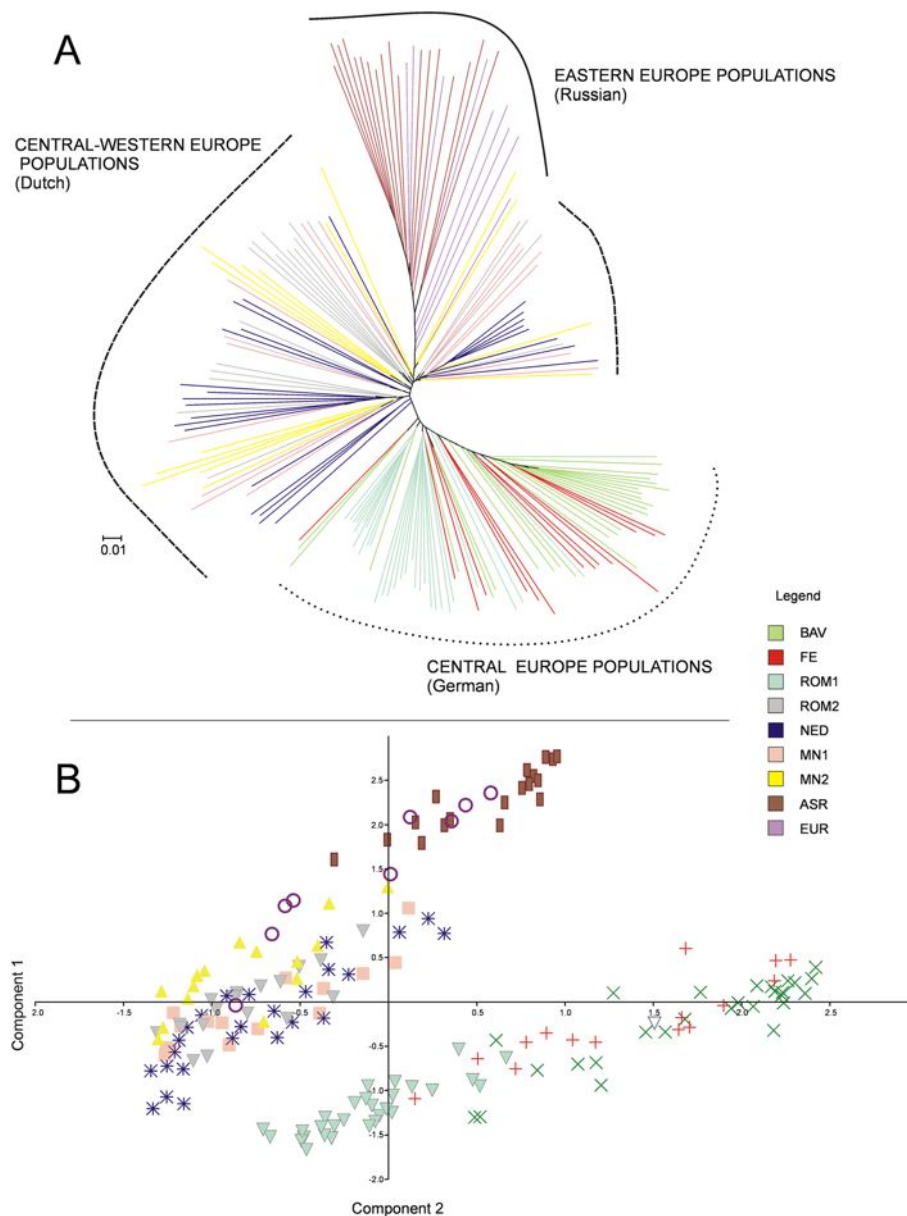 A
EASTERN EUROPE POPULATIONS
(Russian)
CENTRAL-WESTERN EUROPE
POPULATIONS
(Dutch)
0.01
CENTRAL EUROPE POPULATIONS
(German)
Legend
BAV
FE
ROM1
ROM2
NED
MN1
MN2
ASR
EUR
B
2.5
2.0
1.5
1.0
0.5
-1.5
-1.0
-0.5
0.5
1.0
1.5
2.0
2.5
-0.5
-1.0
-1.5
-2.0
Component 1
Component 2